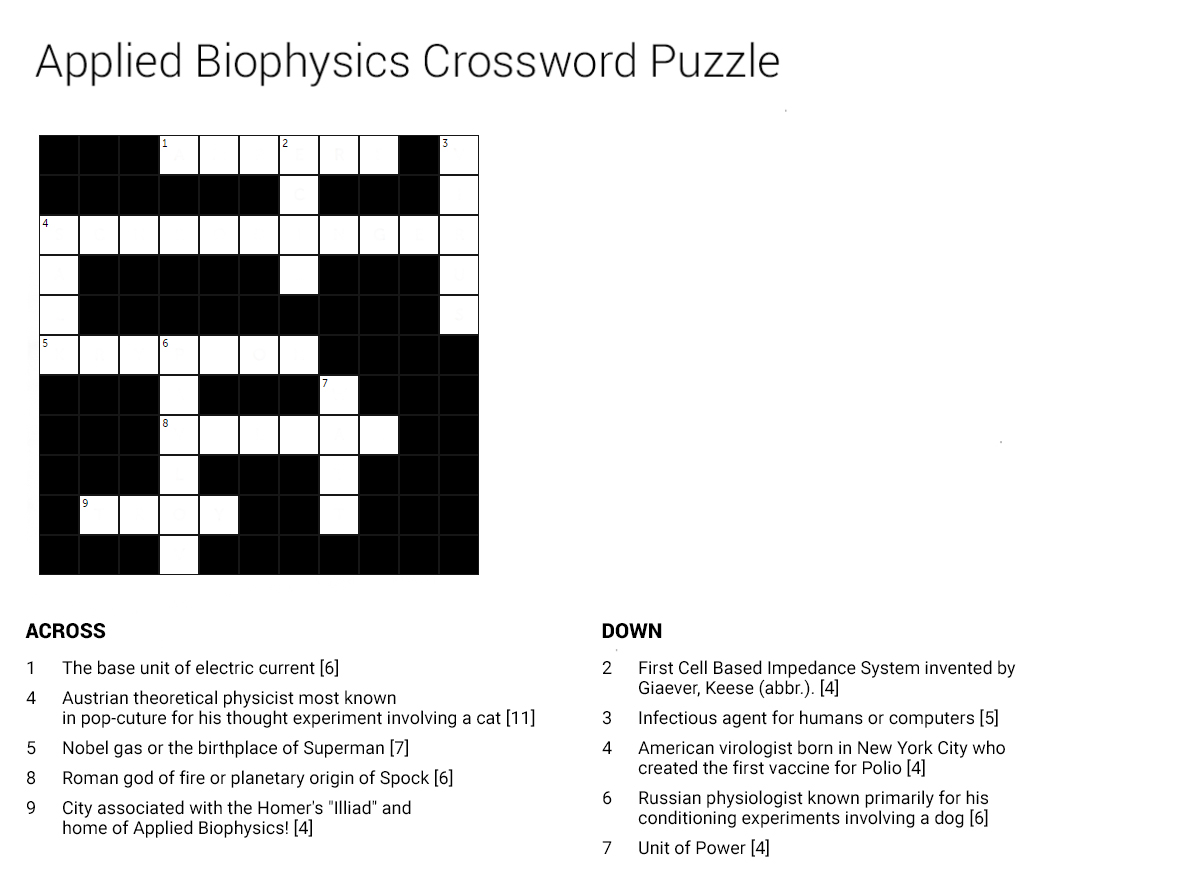 Applied Biophysics Crossword Puzzle
1 2 3
4
5 6
7
8
9
ACROSS
1 The base unit of electric current [6]
4 Austrian theoretical physicist most known
in pop-cuture for his thought experiment involving a cat [11]
5 Nobel gas or the birthplace of Superman [7]
8 Roman god of fire or planetary origin of Spock [6]
9 City associated with the Homer's "Illiad" and
home of Applied Biophysics! [4]
DOWN
2 First Cell Based Impedance System invented by
Giaever, Keese (abbr.). [4]
3 Infectious agent for humans or computers [5]
4 American virologist born in New York City who
created the first vaccine for Polio [4]
6 Russian physiologist known primarily for his
conditioning experiments involving a dog [6]
7 Unit of Power [4]